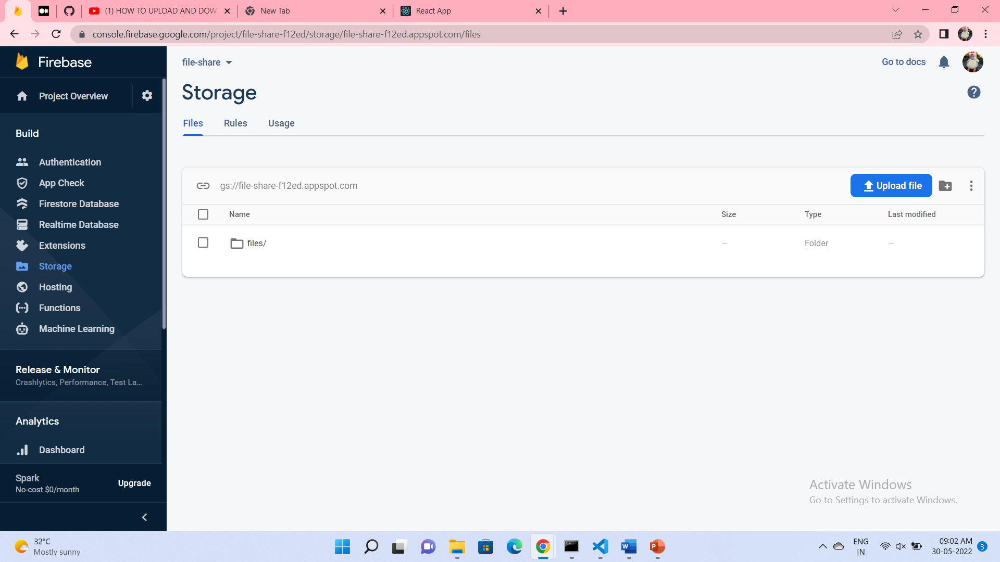 (1) HOW TO UPLOAD AND DOW
New Tab
React App
console.firebase.google.com/project/file-share-f12ed/storage/file-share-f12ed.appspot.com/files
Firebase
file-share
Go to docs
Project Overview
Storage
Files Rules Usage
Build
Authentication
App Check
Firestore Database
Realtime Database
Extensions
Storage
Hosting
Functions
Machine Learning
gs://file-share-f12ed.appspot.com
Upload file
Name Size Type Last modified
files/ — Folder —
Release & Monitor
Crashlytics, Performance, Test La...
Analytics
Dashboard
Spark
No-cost $0/month
Upgrade
Activate Windows
Go to Settings to activate Windows.
32°C
Mostly sunny
ENG
IN
09:02 AM
30-05-2022
3